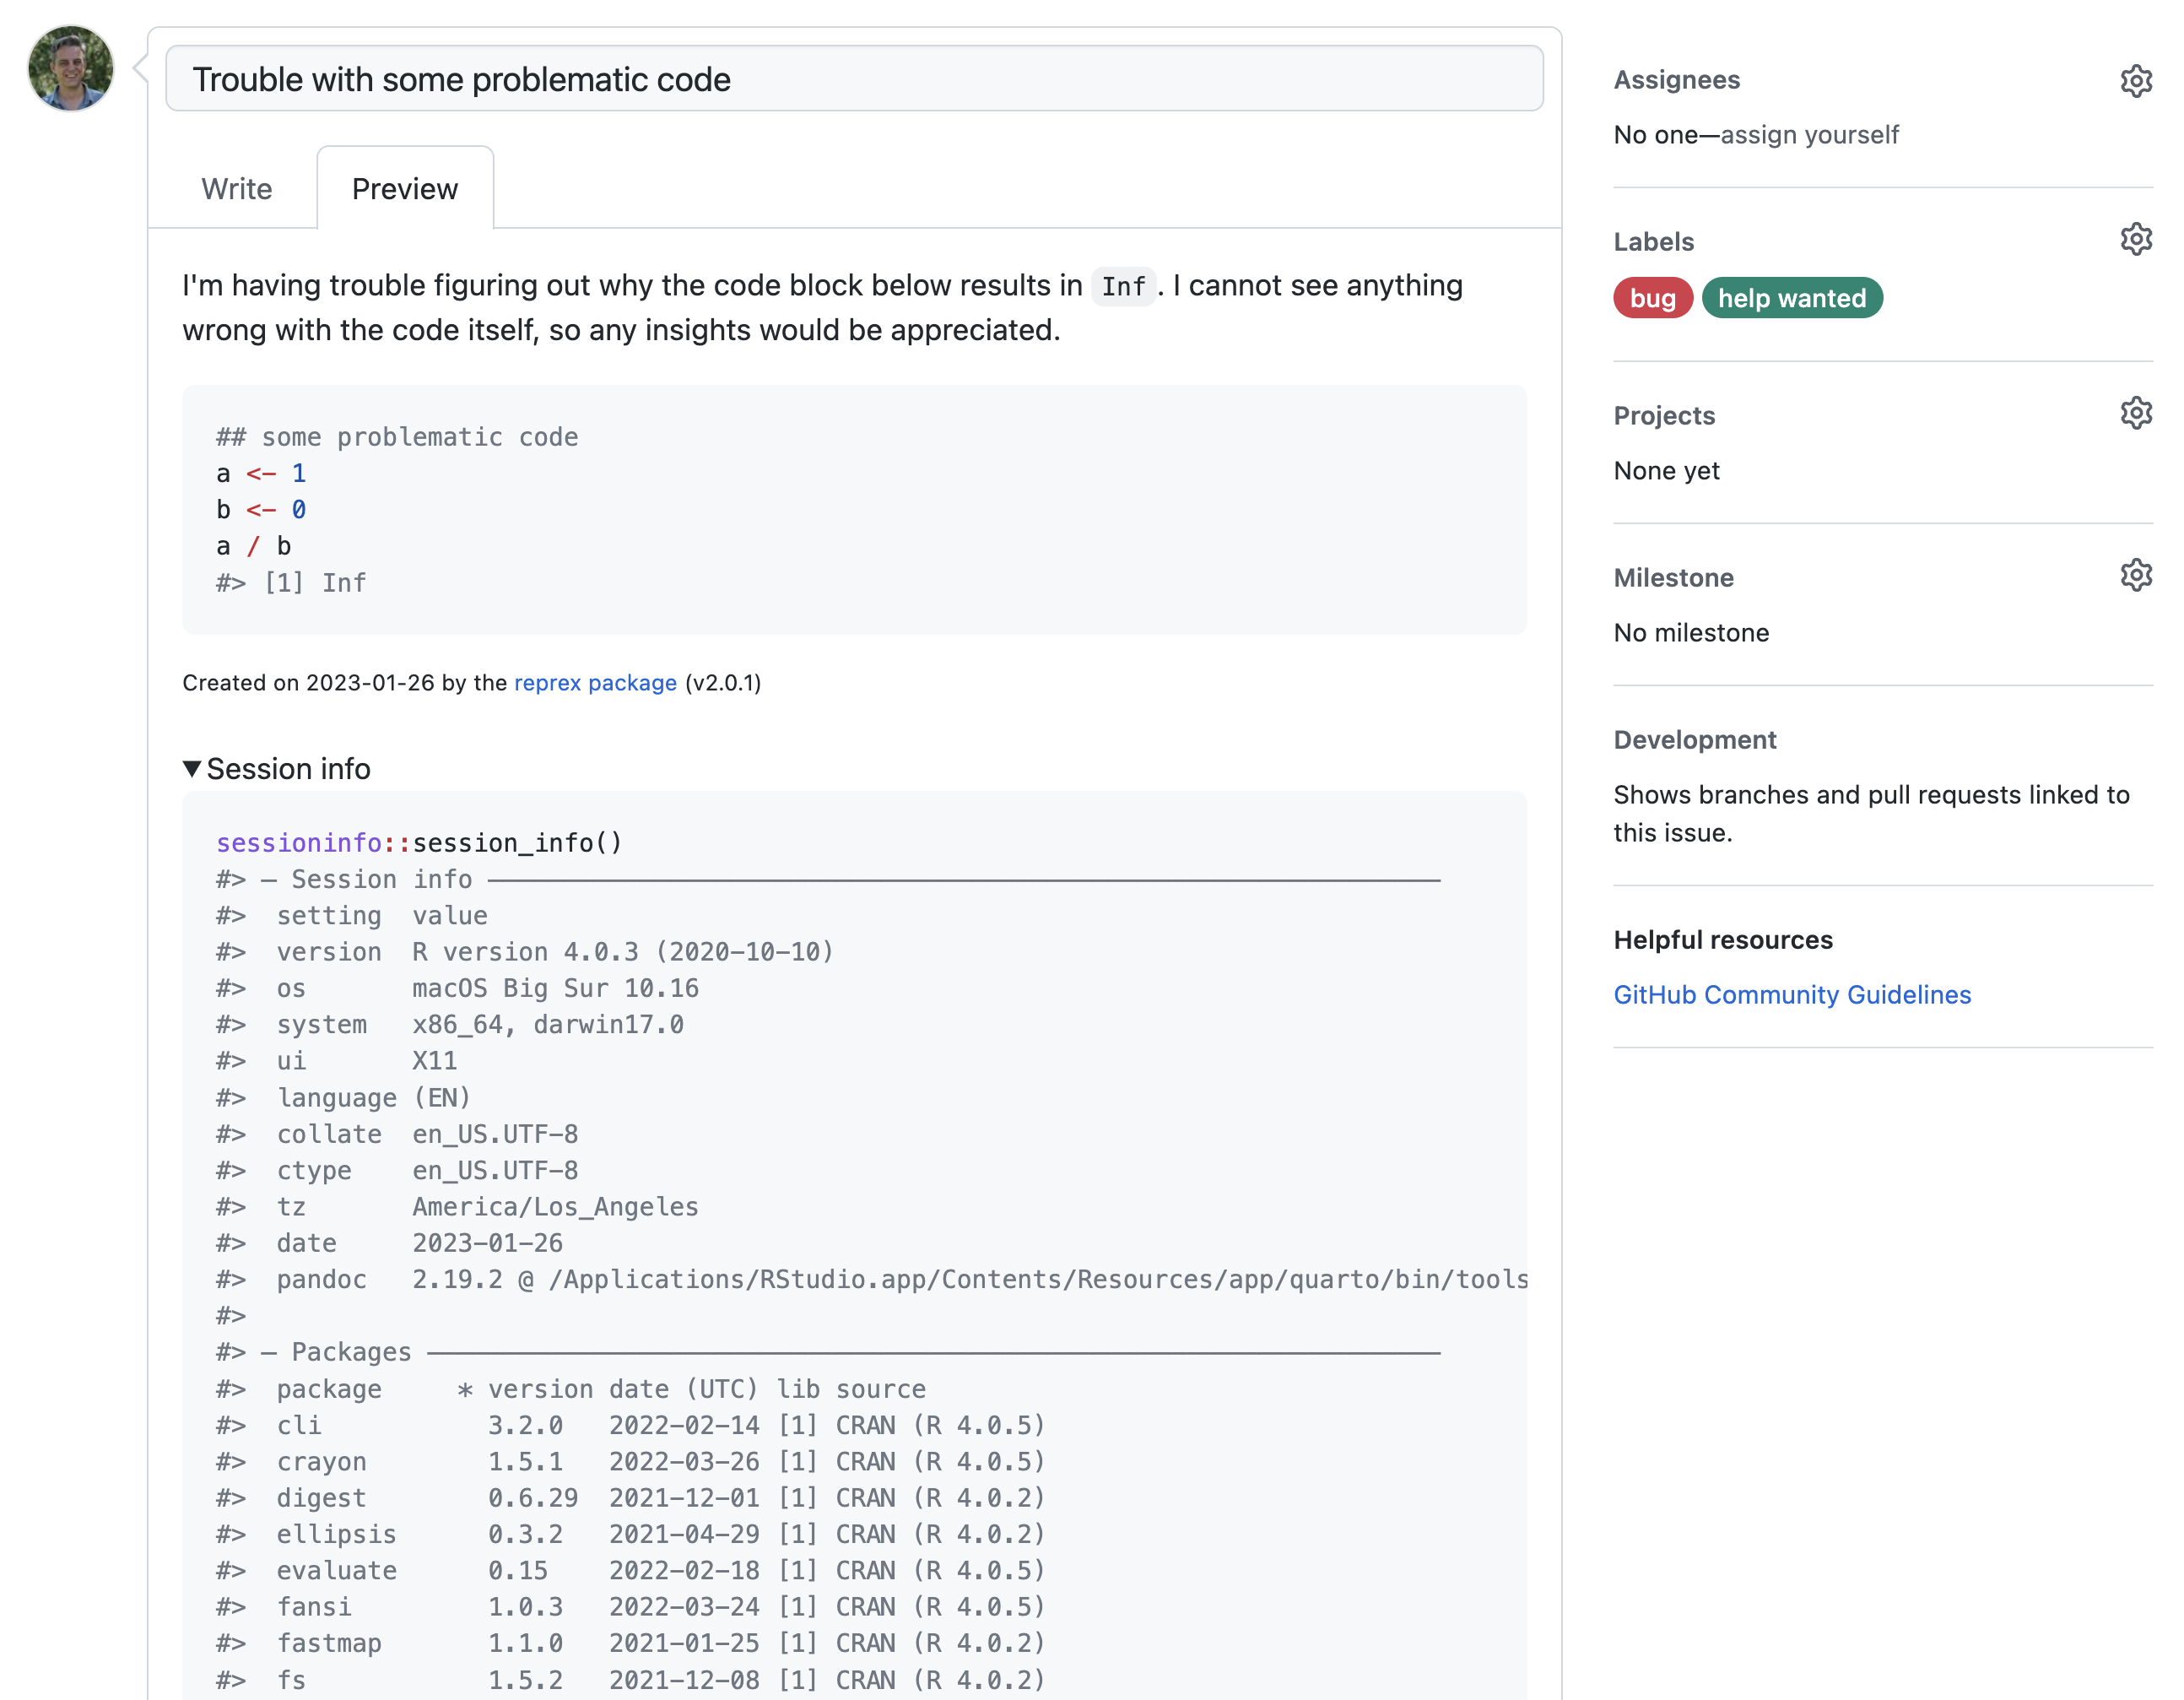 Trouble with some problematic code
Write
Preview
I'm having trouble figuring out why the code block below results in Inf. I cannot see anything
wrong with the code itself, so any insights would be appreciated.
## some problematic code
a <- 1
b <- 0
a / b
#> [1] Inf
Created on 2023-01-26 by the reprex package (v2.0.1)
▼ Session info
sessioninfo::session_info()
#> — Session info ———————————————————————————————
#>  setting  value
#>  version  R version 4.0.3 (2020-10-10)
#>  os       macOS Big Sur 10.16
#>  system   x86_64, darwin17.0
#>  ui       X11
#>  language (EN)
#>  collate  en_US.UTF-8
#>  ctype    en_US.UTF-8
#>  tz       America/Los_Angeles
#>  date     2023-01-26
#>  pandoc   2.19.2 @ /Applications/RStudio.app/Contents/Resources/app/quarto/bin/tools
#>
#> — Packages ———————————————————————————————
#>  package     * version date (UTC) lib source
#>  cli           3.2.0   2022-02-14 [1] CRAN (R 4.0.5)
#>  crayon        1.5.1   2022-03-26 [1] CRAN (R 4.0.5)
#>  digest        0.6.29  2021-12-01 [1] CRAN (R 4.0.2)
#>  ellipsis      0.3.2   2021-04-29 [1] CRAN (R 4.0.2)
#>  evaluate      0.15    2022-02-18 [1] CRAN (R 4.0.5)
#>  fansi         1.0.3   2022-03-24 [1] CRAN (R 4.0.5)
#>  fastmap       1.1.0   2021-01-25 [1] CRAN (R 4.0.2)
#>  fs            1.5.2   2021-12-08 [1] CRAN (R 4.0.2)
Assignees
No one—assign yourself
Labels
bug
help wanted
Projects
None yet
Milestone
No milestone
Development
Shows branches and pull requests linked to
this issue.
Helpful resources
GitHub Community Guidelines